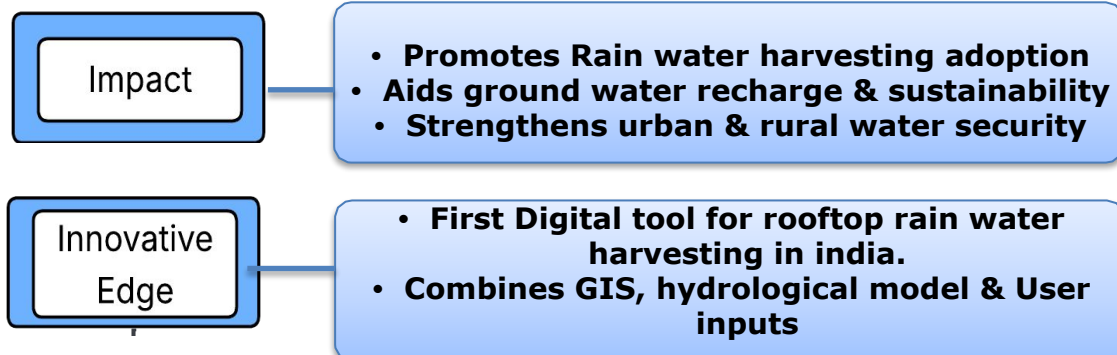 Impact
• Promotes Rain water harvesting adoption
• Aids ground water recharge & sustainability
• Strengthens urban & rural water security
Innovative
Edge
• First Digital tool for rooftop rain water
harvesting in india.
• Combines GIS, hydrological model & User
inputs